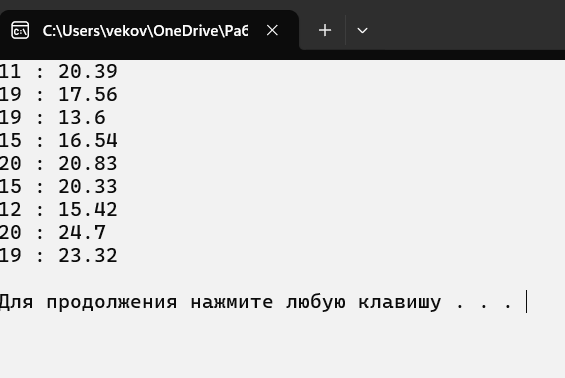 C:\Users\vekov\OneDrive\Раб
11 : 20.39
19 : 17.56
19 : 13.6
15 : 16.54
20 : 20.83
15 : 20.33
12 : 15.42
20 : 24.7
19 : 23.32
Для продолжения нажмите любую клавишу . . .